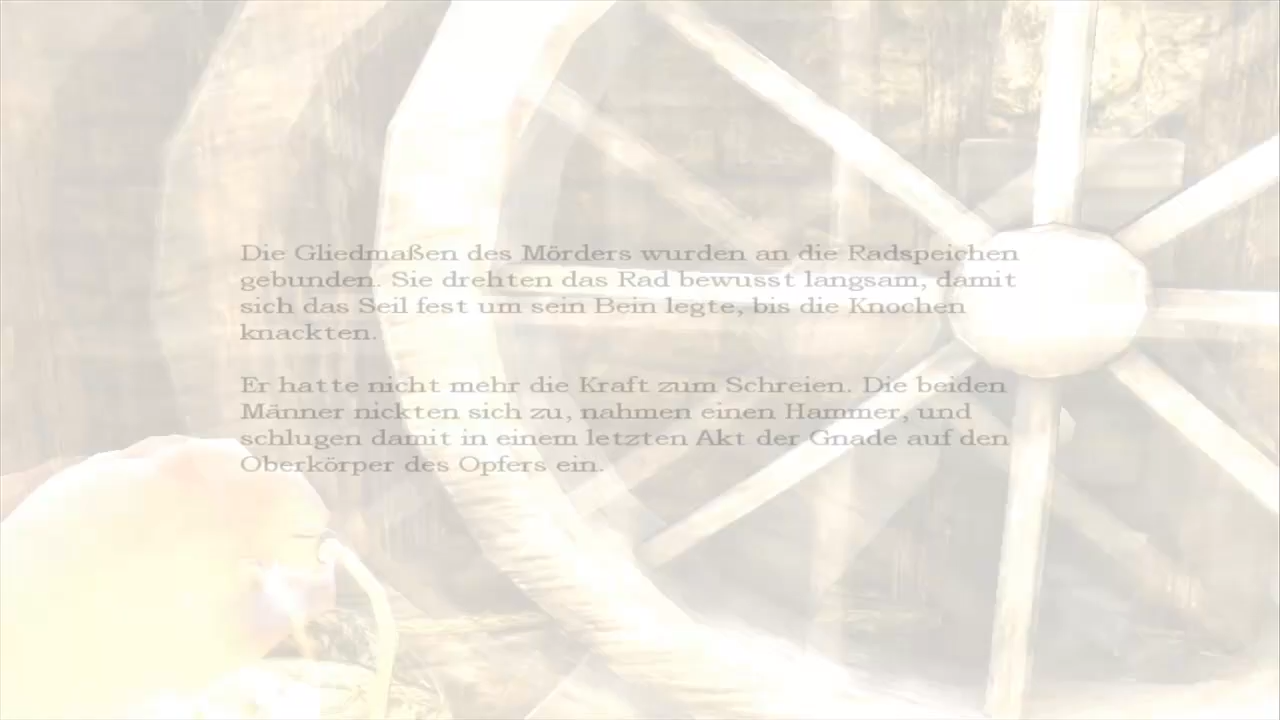 Die Gliedmaßen des Mörders wurden an die Radspeichen
gebunden. Sie drehten das Rad bewusst langsam, damit
sich das Seil fest um sein Bein legte, bis die Knochen
knackten.
Er hatte nicht mehr die Kraft zum Schreien. Die beiden
Männer nickten sich zu, nahmen einen Hammer, und
schlugen damit in einem letzten Akt der Gnade auf den
Oberkörper des Opfers ein.